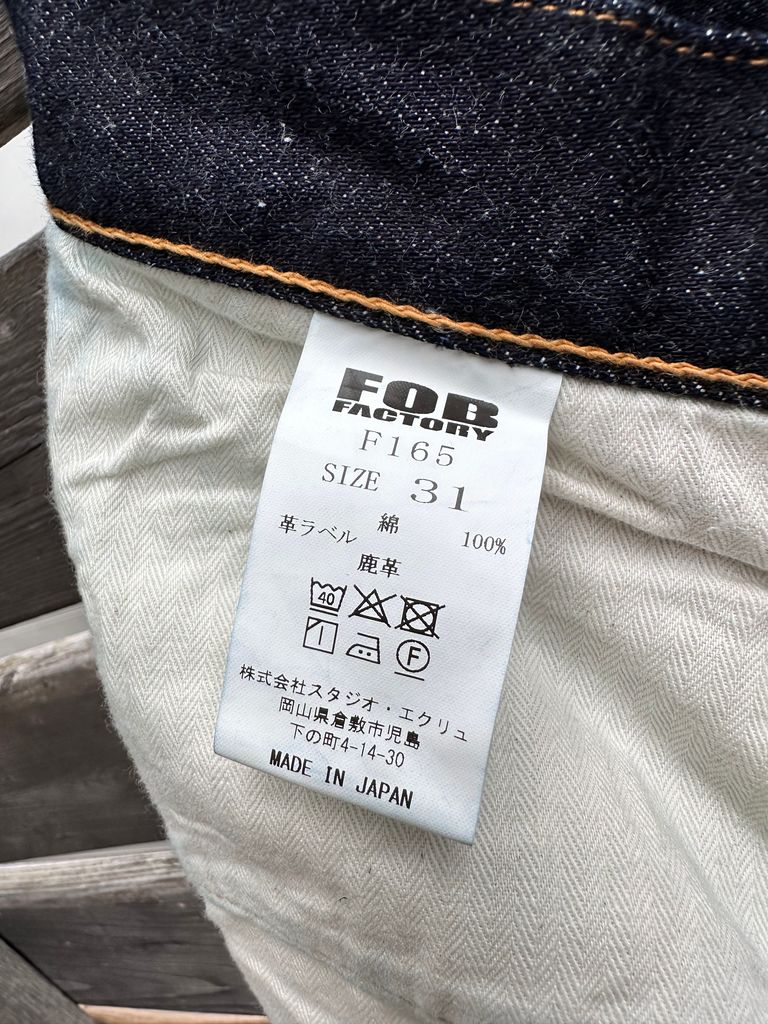 FOB
FACTORY
F165
SIZE 31
綿
革ラベル 100%
鹿革
40
F
株式会社スタジオ・エクリュ
岡山県倉敷市児島
下の町4-14-30
MADE IN JAPAN